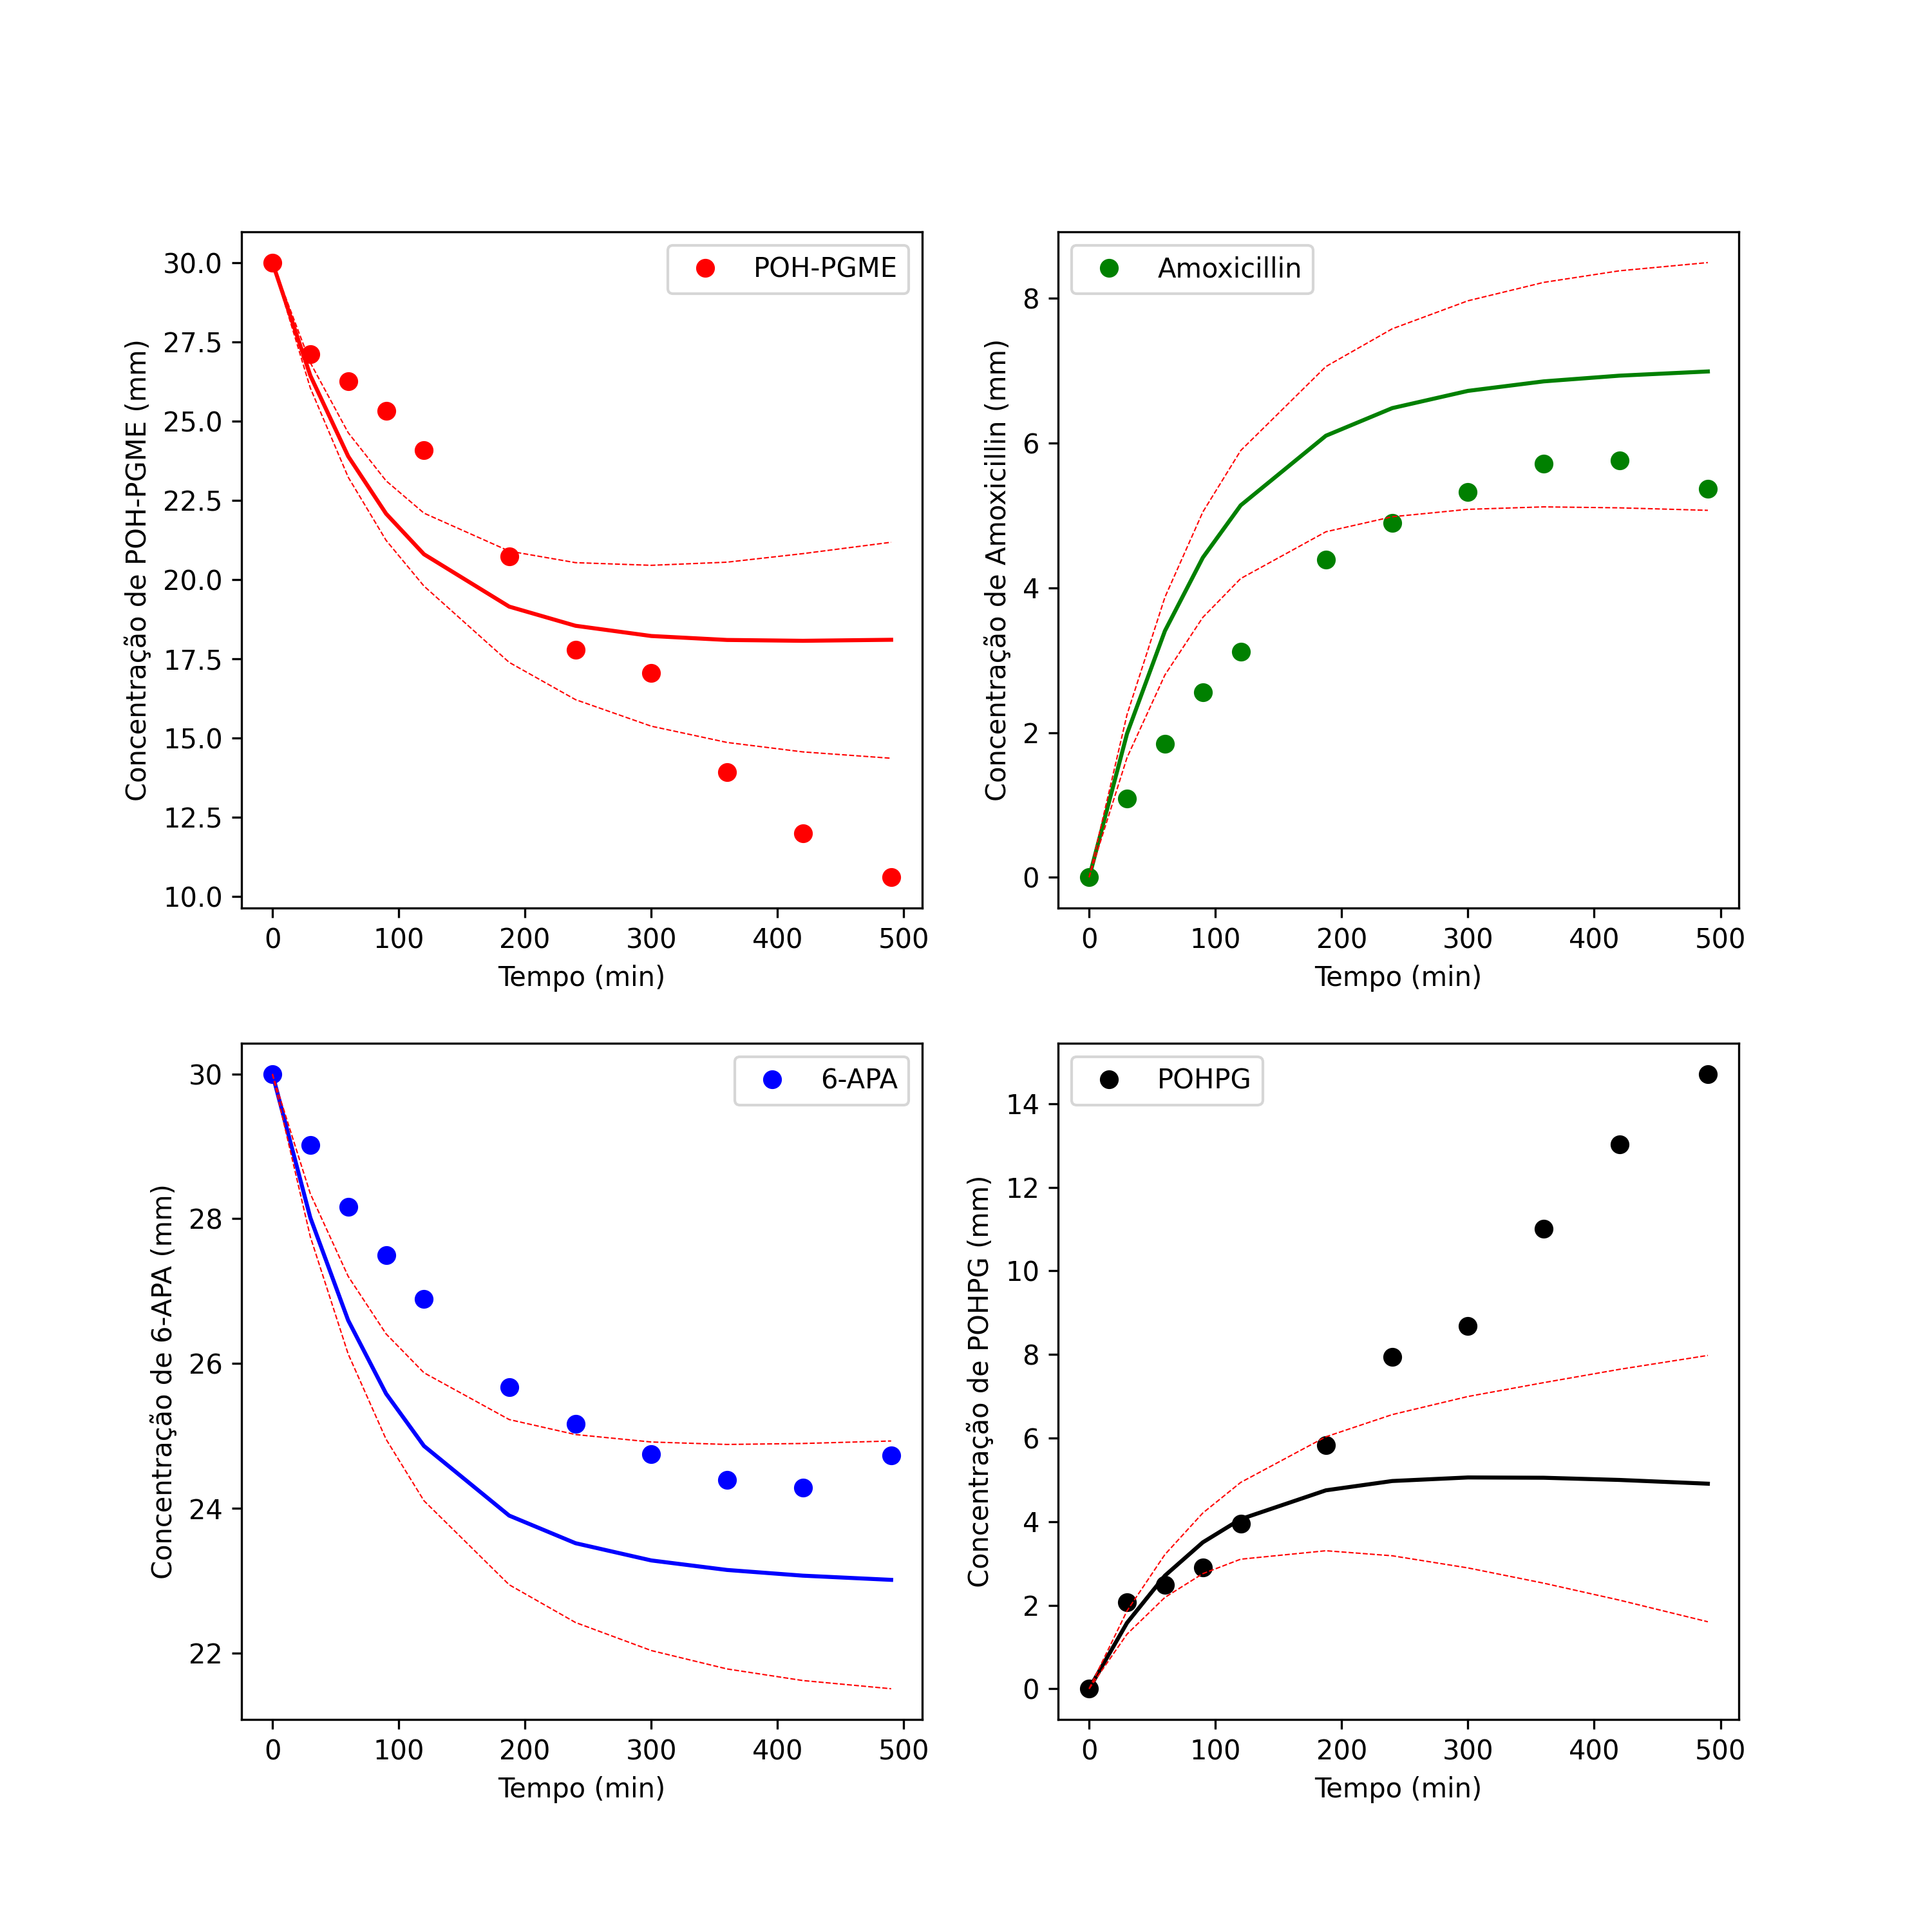 POH-PGME
Concentração de POH-PGME (mm)
30.0
27.5
25.0
22.5
20.0
17.5
15.0
12.5
10.0
0 100 200 300 400 500
Tempo (min)
Amoxicillin
Concentração de Amoxicillin (mm)
8
6
4
2
0
0 100 200 300 400 500
Tempo (min)
6-APA
Concentração de 6-APA (mm)
30
28
26
24
22
0 100 200 300 400 500
Tempo (min)
POHPG
Concentração de POHPG (mm)
14
12
10
8
6
4
2
0
0 100 200 300 400 500
Tempo (min)